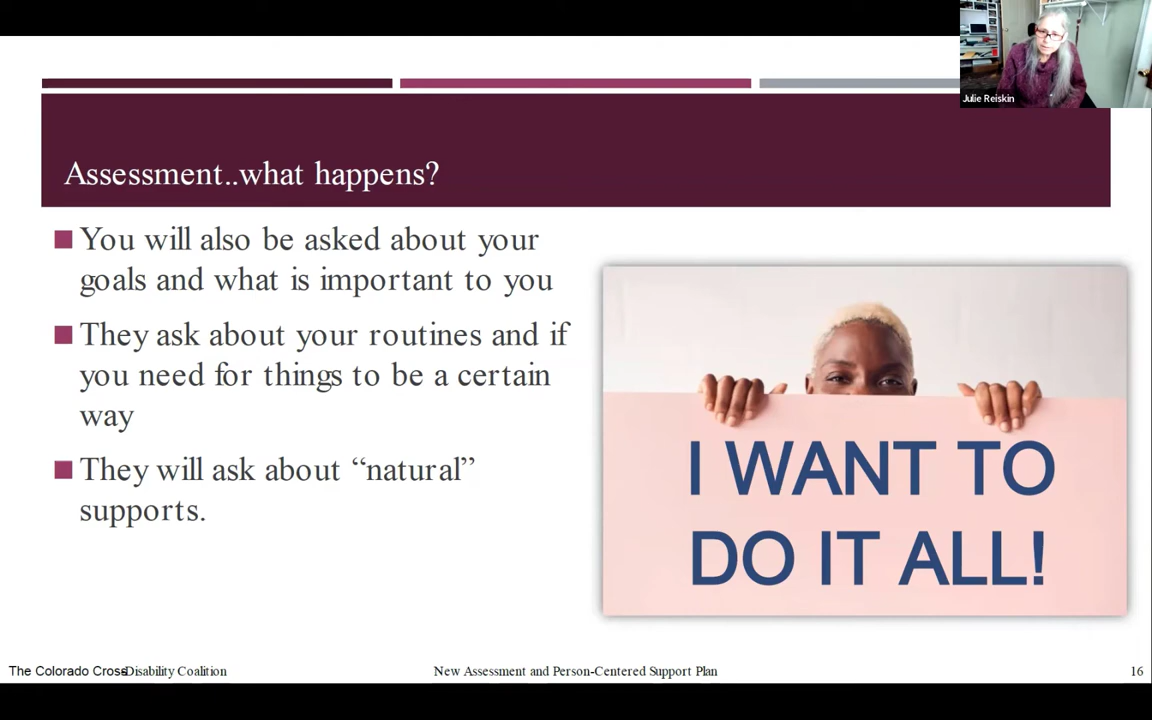 Julie Reiskin
Assessment..what happens?
You will also be asked about your
goals and what is important to you
They ask about your routines and if
you need for things to be a certain
way
They will ask about “natural”
supports.
I WANT TO
DO IT ALL!
The Colorado Cross-Disability Coalition
New Assessment and Person-Centered Support Plan
16